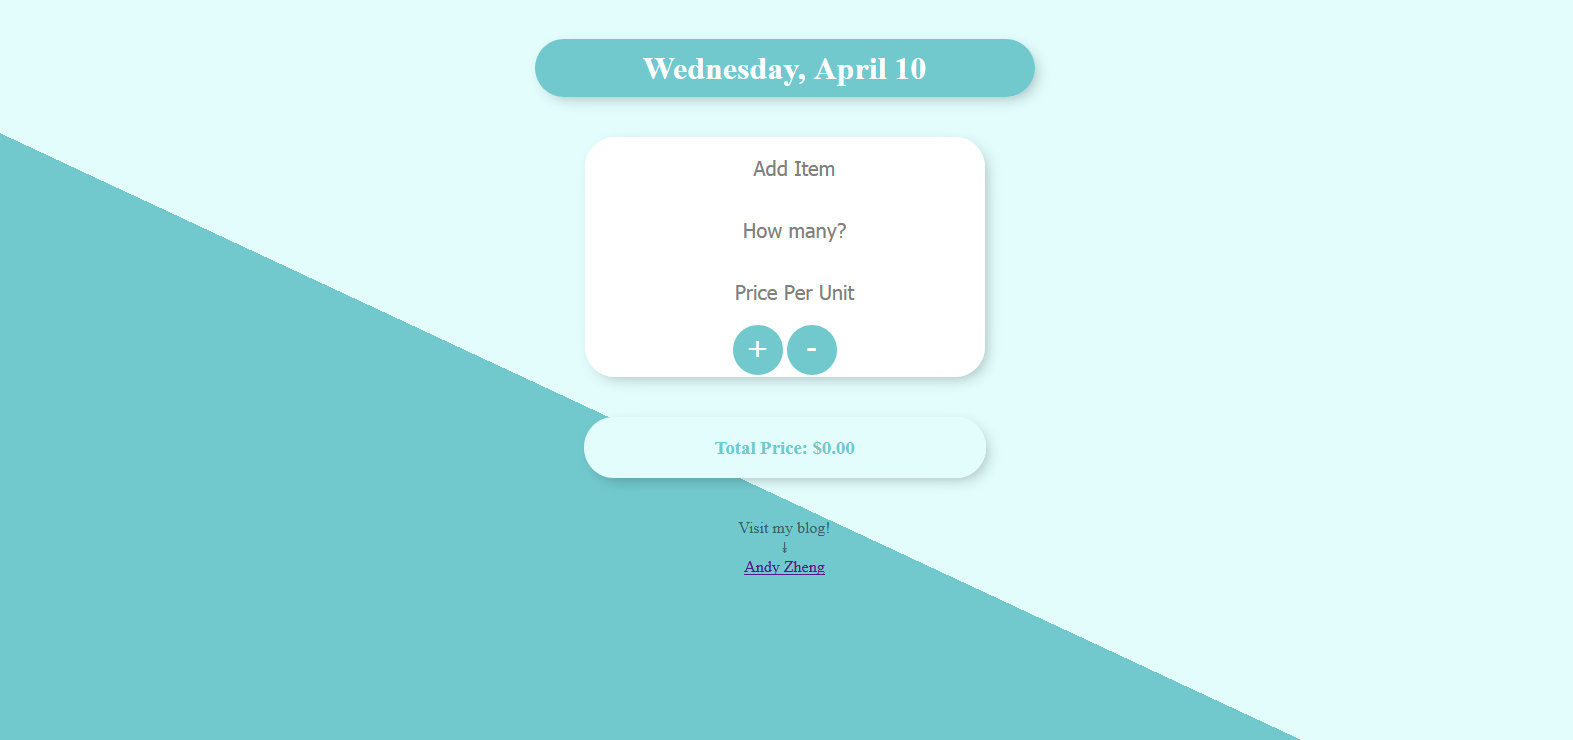 Wednesday, April 10
Add Item
How many?
Price Per Unit
+ -
Total Price: $0.00
Visit my blog!
↡
Andy Zheng